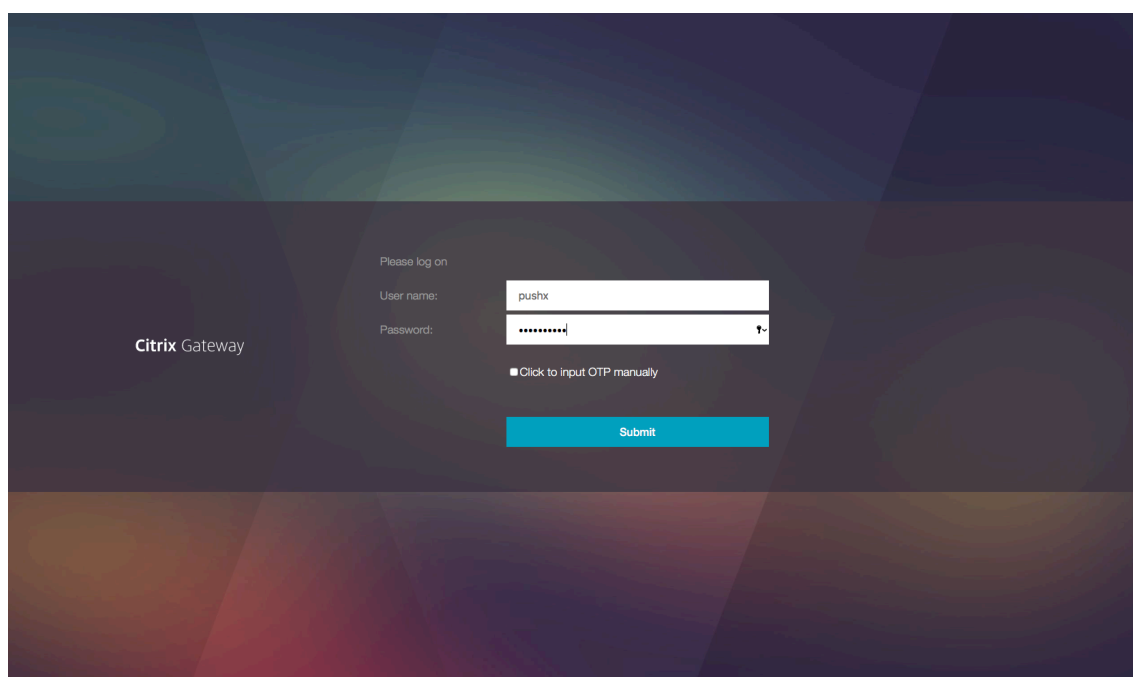 Please log on
User name:
pushx
Password:
••••••••••
Citrix Gateway
Click to input OTP manually
Submit